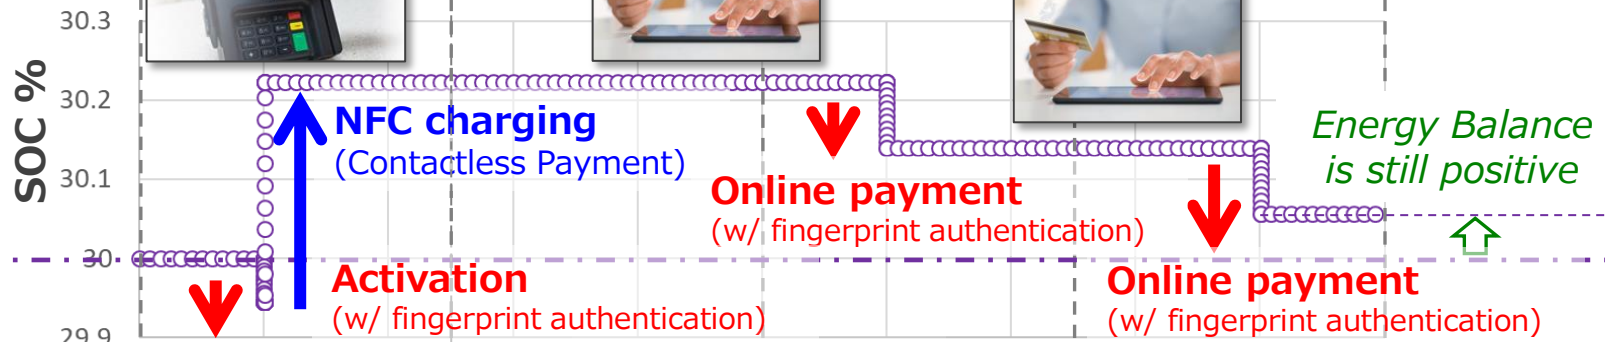 SOC %
30.3
30.2
30.1
30
29.9
NFC charging
(Contactless Payment)
Activation
(w/ fingerprint authentication)
Online payment
(w/ fingerprint authentication)
Online payment
(w/ fingerprint authentication)
Energy Balance
is still positive